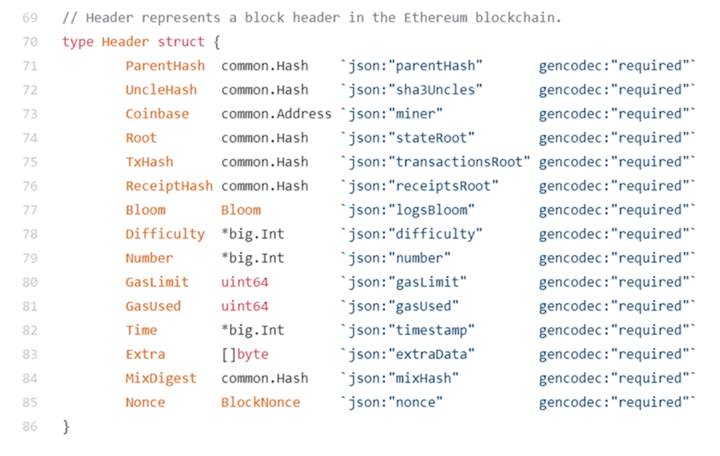 69 // Header represents a block header in the Ethereum blockchain.
70 type Header struct {
71 ParentHash common.Hash `json:"parentHash" gencodec:"required"`
72 UncleHash common.Hash `json:"sha3Uncles" gencodec:"required"`
73 Coinbase common.Address `json:"miner" gencodec:"required"`
74 Root common.Hash `json:"stateRoot" gencodec:"required"`
75 TxHash common.Hash `json:"transactionsRoot" gencodec:"required"`
76 ReceiptHash common.Hash `json:"receiptsRoot" gencodec:"required"`
77 Bloom Bloom `json:"logsBloom" gencodec:"required"`
78 Difficulty *big.Int `json:"difficulty" gencodec:"required"`
79 Number *big.Int `json:"number" gencodec:"required"`
80 GasLimit uint64 `json:"gasLimit" gencodec:"required"`
81 GasUsed uint64 `json:"gasUsed" gencodec:"required"`
82 Time *big.Int `json:"timestamp" gencodec:"required"`
83 Extra []byte `json:"extraData" gencodec:"required"`
84 MixDigest common.Hash `json:"mixHash" gencodec:"required"`
85 Nonce BlockNonce `json:"nonce" gencodec:"required"`
86 }